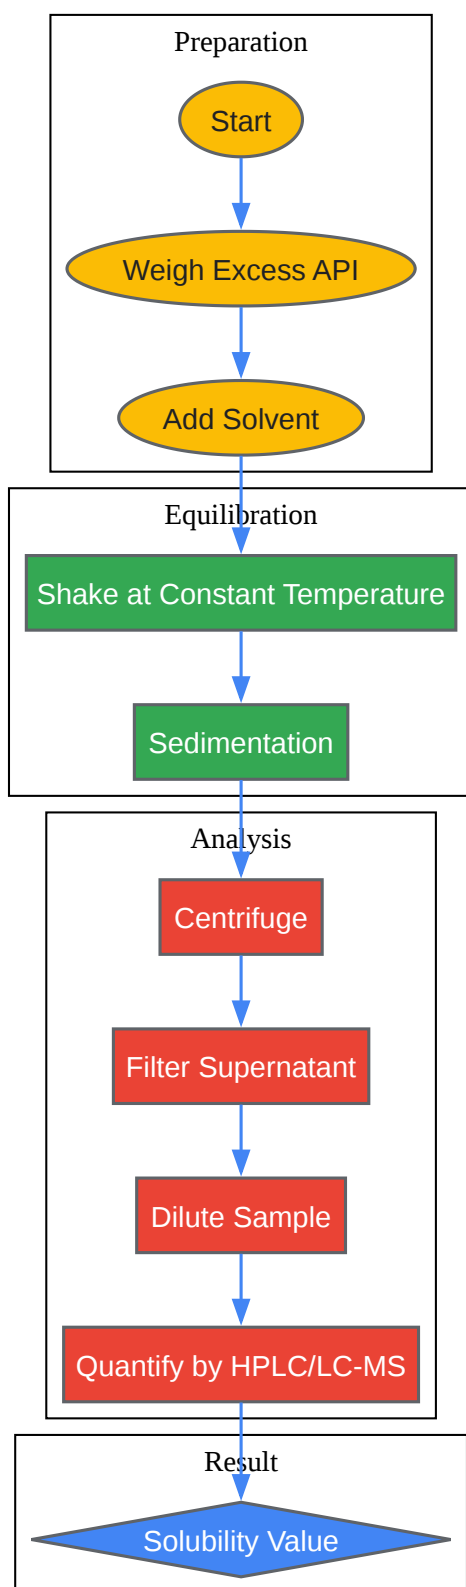 Preparation
Start
Weigh Excess API
Add Solvent
Equilibration
Shake at Constant Temperature
Sedimentation
Analysis
Centrifuge
Filter Supernatant
Dilute Sample
Quantify by HPLC/LC-MS
Result
Solubility Value